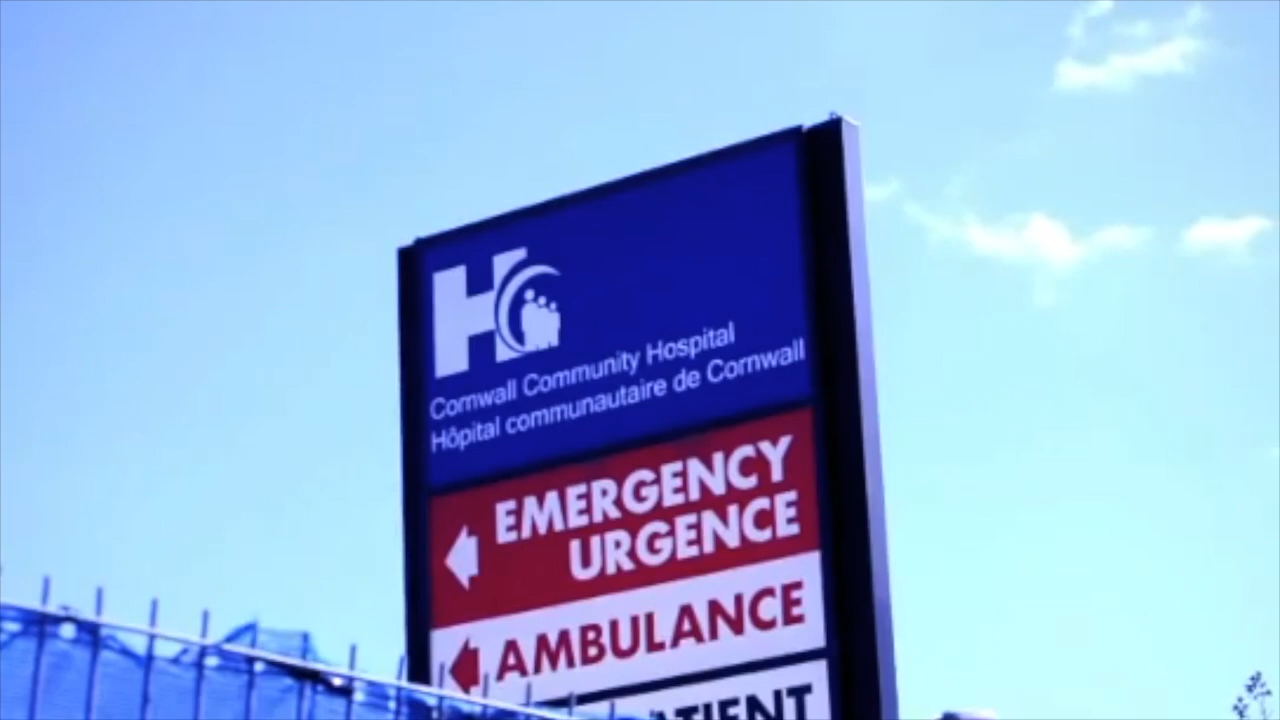 H
Cornwall Community Hospital
Hôpital communautaire de Cornwall
EMERGENCY
URGENCE
AMBULANCE